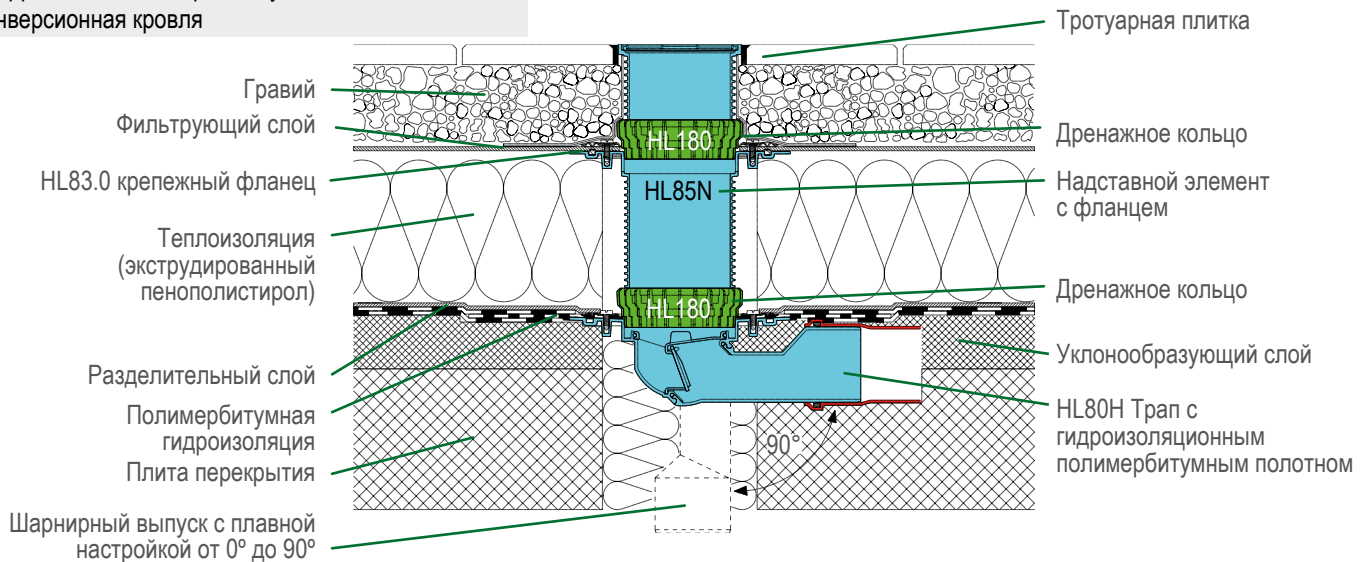 инверсионная кровля
Тротуарная плитка
Гравий
Фильтрующий слой
HL83.0 крепежный фланец
Теплоизоляция
(экструдированный
пенополистирол)
Разделительный слой
Полимербитумная
гидроизоляция
Плита перекрытия
Шарнирный выпуск с плавной
настройкой от 0º до 90º
HL180
HL85N
HL180
90°
Дренажное кольцо
Надставной элемент
с фланцем
Дренажное кольцо
Уклонообразующий слой
HL80H Трап с
гидроизоляционным
полимербитумным полотном